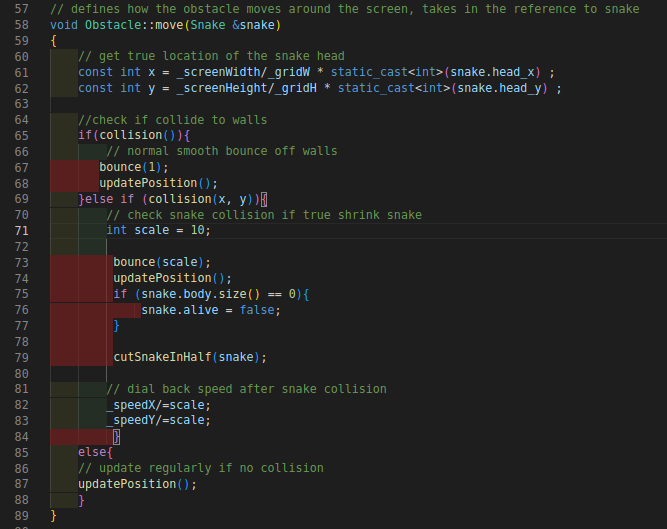 57 // defines how the obstacle moves around the screen, takes in the reference to snake
58 void Obstacle::move(Snake &snake)
59 {
60 // get true location of the snake head
61 const int x = _screenWidth/_gridW * static_cast<int>(snake.head_x) ;
62 const int y = _screenHeight/_gridH * static_cast<int>(snake.head_y) ;
63
64 //check if collide to walls
65 if(collision()){
66 // normal smooth bounce off walls
67 bounce(1);
68 updatePosition();
69 }else if (collision(x, y)){
70 // check snake collision if true shrink snake
71 int scale = 10;
72
73 bounce(scale);
74 updatePosition();
75 if (snake.body.size() == 0){
76 snake.alive = false;
77 }
78
79 cutSnakeInHalf(snake);
80
81 // dial back speed after snake collision
82 _speedX/=scale;
83 _speedY/=scale;
84 }
85 else{
86 // update regularly if no collision
87 updatePosition();
88 }
89 }